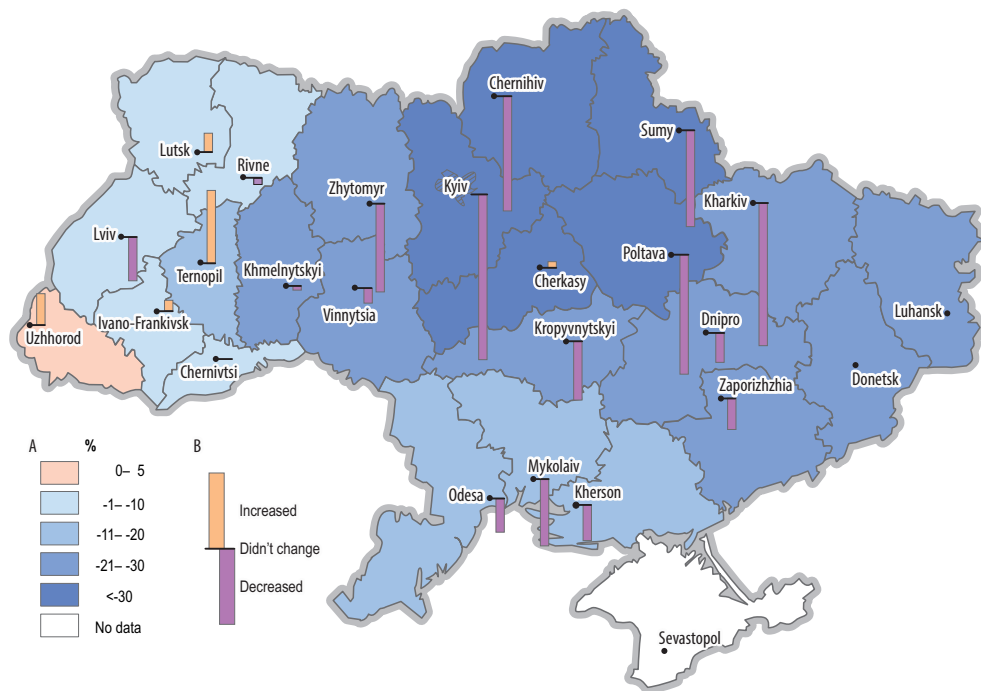 Chernihiv
Sumy
Lutsk
Rivne
Zhytomyr
Kyiv
Kharkiv
Lviv
Ternopil
Khmelnytskyi
Poltava
Cherkasy
Vinnytsia
Ivano-Frankivsk
Uzhhorod
Kropyvnytskyi
Dnipro
Luhansk
Chernivtsi
Donetsk
Zaporizhzhia
A % B
0– 5
-1– -10
-11– -20
-21– -30
<-30
No data
Increased
Didn't change
Decreased
Mykolaiv
Odesa
Kherson
Sevastopol